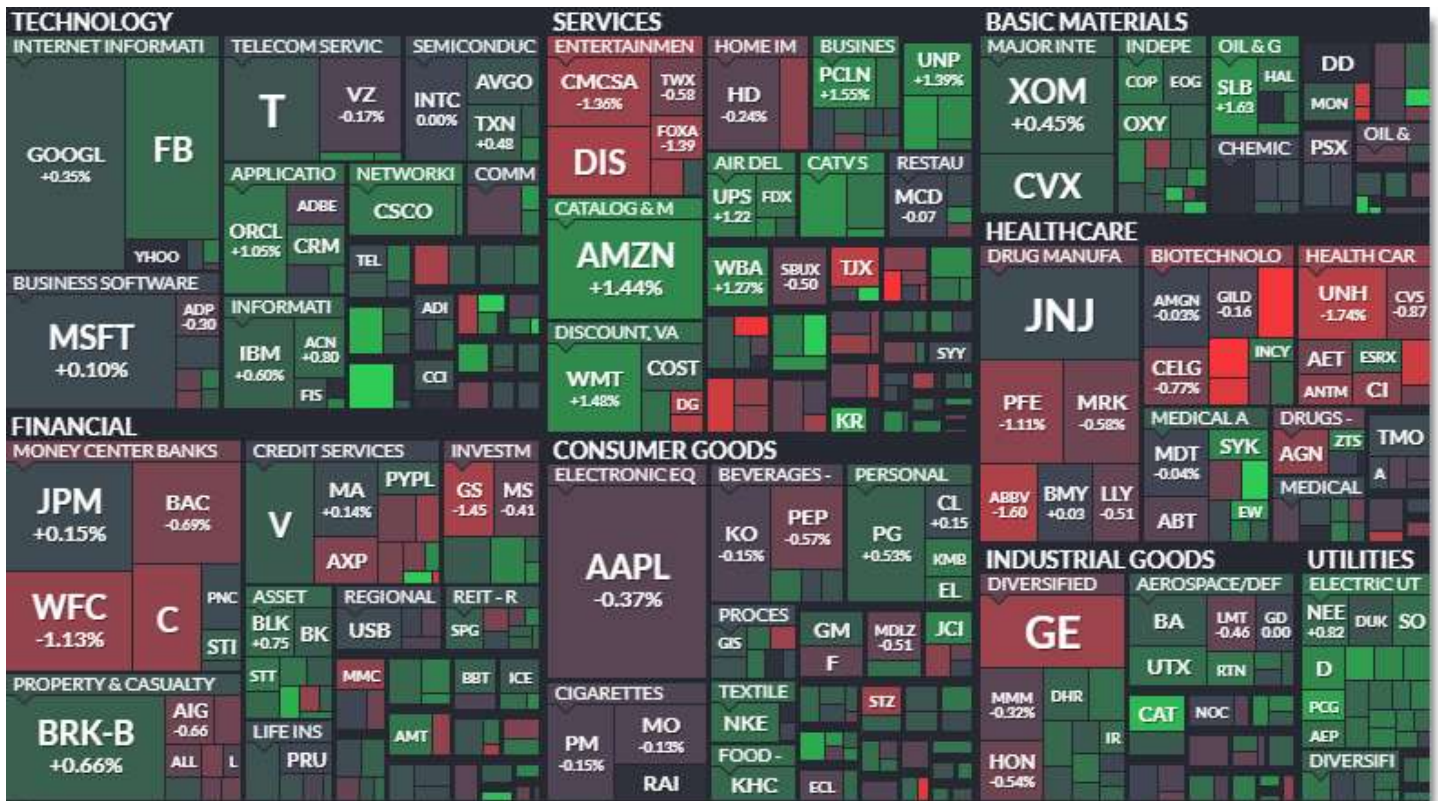 TECHNOLOGY
INTERNET INFORMATI
GOOGL
+0.35%
FB
YHOO
TELECOM SERVIC
T
VZ
-0.17%
SEMICONDUC
INTC
0.00%
AVGO
TXN
+0.48
APPLICATIO
ORCL
+1.05%
ADBE
CRM
NETWORKI
CSCO
COMM
TEL
ADI
CCI
BUSINESS SOFTWARE
MSFT
+0.10%
ADP
-0.30
INFORMATI
IBM
+0.60%
ACN
+0.80
FIS
SERVICES
ENTERTAINMEN
CMCSA
-1.36%
TWX
-0.58
DIS
FOXA
-1.39
HOME IM
HD
-0.24%
BUSINES
PCLN
+1.55%
UNP
+1.39%
CATALOG & M
AMZN
+1.44%
AIR DEL
UPS
+1.22
FDX
CATV S
RESTAU
MCD
-0.07
WBA
+1.27%
SBUX
-0.50
TJX
DISCOUNT, VA
WMT
+1.48%
COST
DG
SYY
KR
BASIC MATERIALS
MAJOR INTE
XOM
+0.45%
CVX
INDEPE
COP
EOG
OXY
OIL & G
SLB
+1.63
HAL
CHEMIC
DD
MON
PSX
OIL &
HEALTHCARE
DRUG MANUFA
JNJ
PFE
-1.11%
MRK
-0.58%
ABBV
-1.60
BMY
+0.03
LLY
-0.51
BIOTECHNOLO
AMGN
-0.03%
GILD
-0.16
CELG
-0.77%
INCY
HEALTH CAR
UNH
-1.74%
CVS
-0.87
AET
ESRX
ANTM
CI
MEDICAL A
MDT
-0.04%
SYK
ABT
EW
DRUGS -
AGN
ZTS
TMO
A
MEDICAL
FINANCIAL
MONEY CENTER BANKS
JPM
+0.15%
BAC
-0.69%
WFC
-1.13%
C
PNC
STI
CREDIT SERVICES
V
MA
+0.14%
PYPL
AXP
INVESTM
GS
-1.45
MS
-0.41
ASSET
BLK
+0.75
BK
STT
REGIONAL
USB
REIT - R
SPG
MMC
BBT
ICE
AMT
PROPERTY & CASUALTY
BRK-B
+0.66%
AIG
-0.66
ALL
L
LIFE INS
PRU
CONSUMER GOODS
ELECTRONIC EQ
AAPL
-0.37%
BEVERAGES -
KO
-0.15%
PEP
-0.57%
PERSONAL
PG
+0.53%
CL
+0.15
KMB
EL
PROCES
GIS
GM
F
MDLZ
-0.51
JCI
CIGARETTES
PM
-0.15%
MO
-0.13%
RAI
TEXTILE
NKE
FOOD -
KHC
STZ
ECL
INDUSTRIAL GOODS
DIVERSIFIED
GE
MMM
-0.32%
DHR
HON
-0.54%
IR
AEROSPACE/DEF
BA
LMT
-0.46
GD
0.00
UTX
RTN
CAT
NOC
UTILITIES
ELECTRIC UT
NEE
+0.82
DUK
SO
D
PCG
AEP
DIVERSIFI